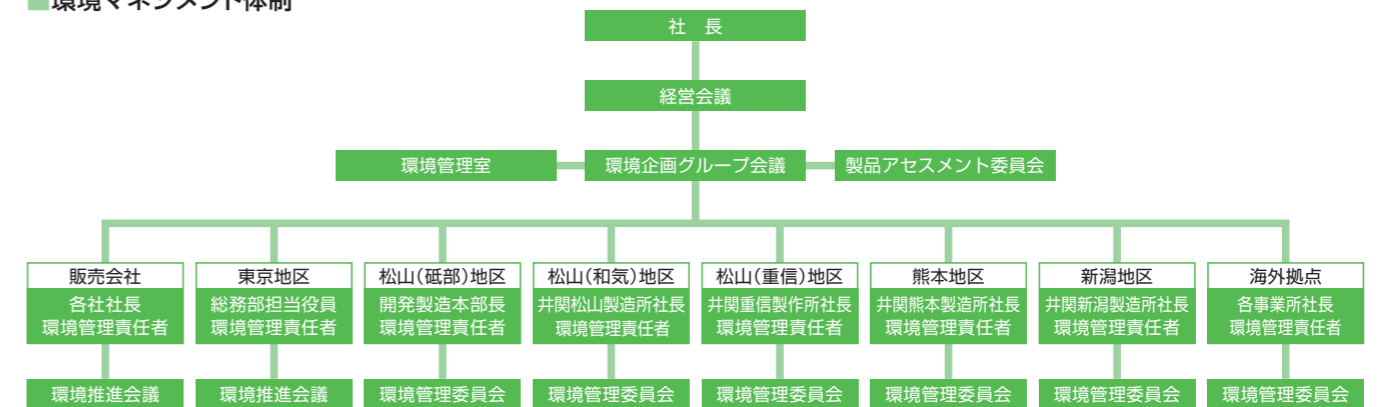 ■環境マネジメント体制
社 長
経営会議
環境管理室 環境企画グループ会議 製品アセスメント委員会
販売会社 東京地区 松山(砥部)地区 松山(和気)地区 松山(重信)地区 熊本地区 新潟地区 海外拠点
各社社長 総務部担当役員 開発製造本部長 井関松山製造所社長 井関重信製作所社長 井関熊本製造所社長 井関新潟製造所社長 各事業所社長
環境管理責任者 環境管理責任者 環境管理責任者 環境管理責任者 環境管理責任者 環境管理責任者 環境管理責任者 環境管理責任者
環境推進会議 環境推進会議 環境管理委員会 環境管理委員会 環境管理委員会 環境管理委員会 環境管理委員会 環境管理委員会